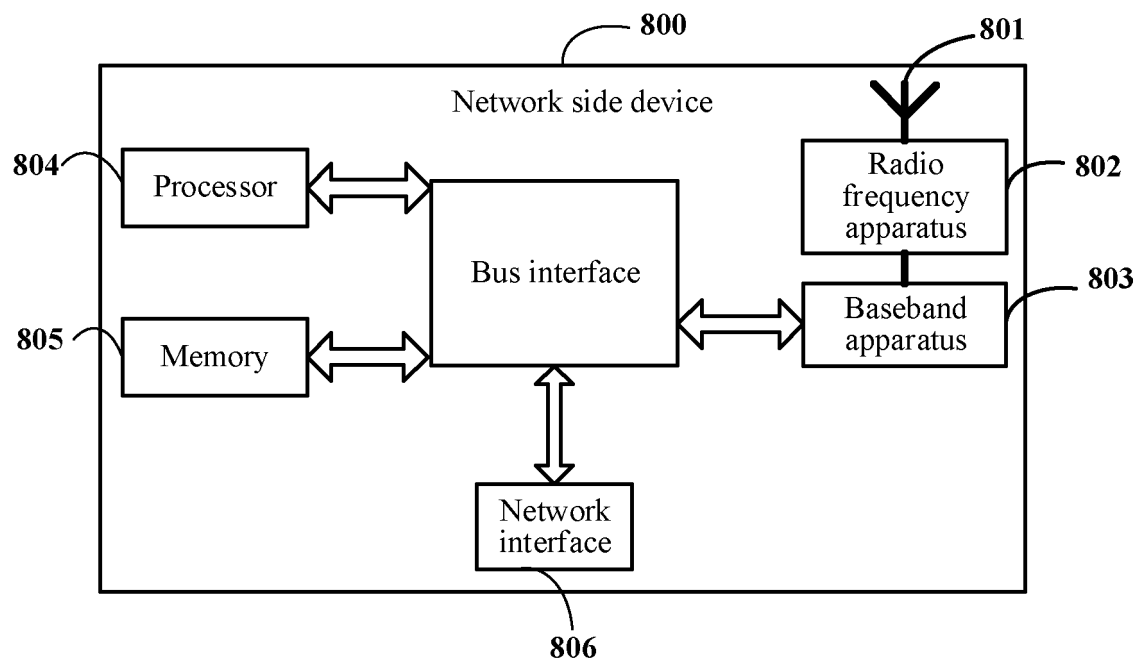 800
801
Network side device
804
Processor
Radio
frequency
apparatus
802
Bus interface
803
Baseband
apparatus
805
Memory
Network
interface
806